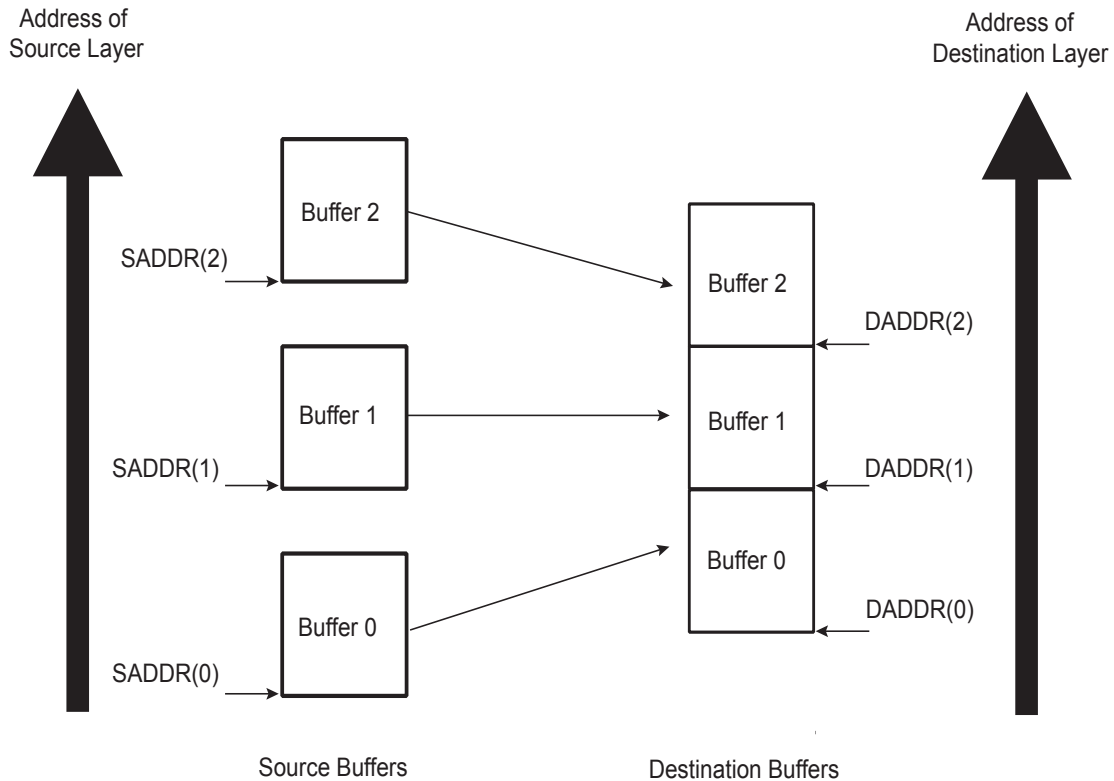 Address of
Source Layer
Address of
Destination Layer
Buffer 2
SADDR(2)
Buffer 2
DADDR(2)
Buffer 1
Buffer 1
SADDR(1)
DADDR(1)
Buffer 0
Buffer 0
DADDR(0)
SADDR(0)
Source Buffers
Destination Buffers